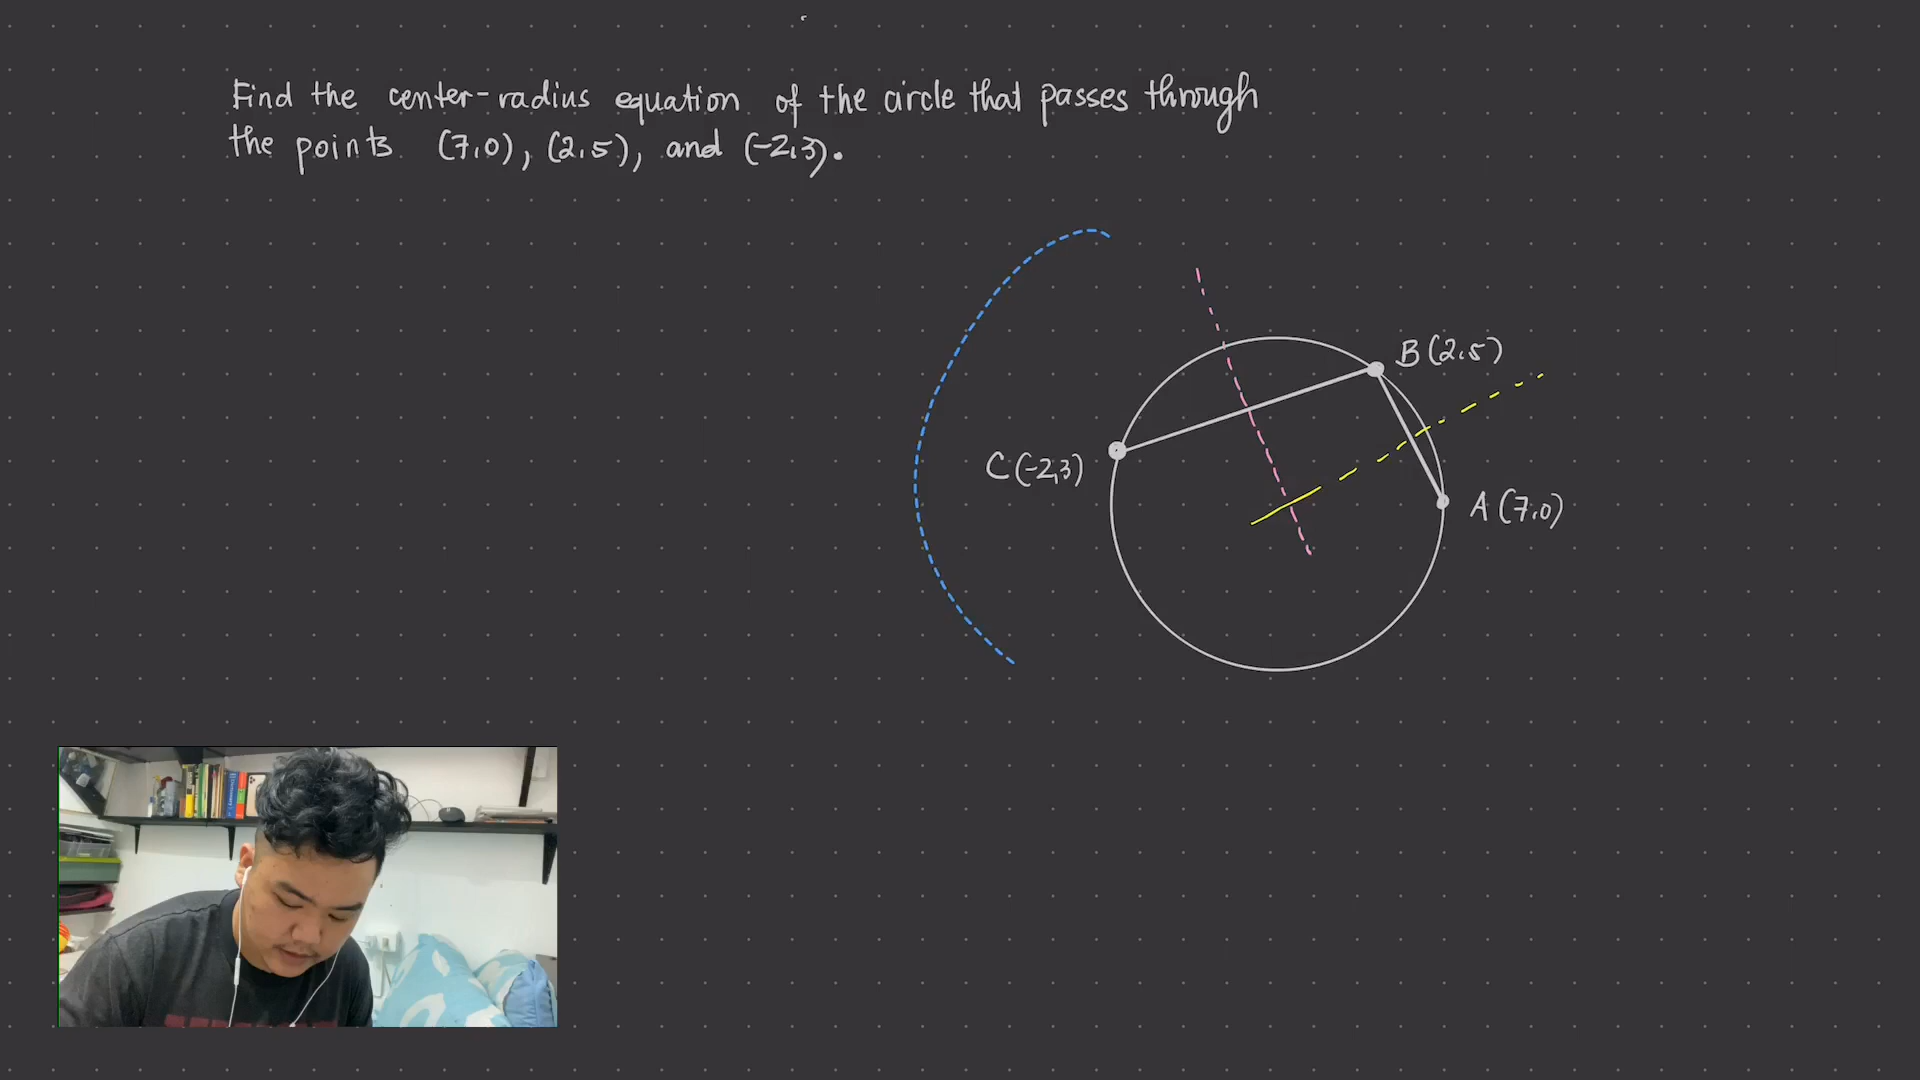 Find the center-radius equation of the circle that passes through
the points (7,0), (2,5), and (-2,3).
B (2,5)
C (-2,3)
A (7,0)